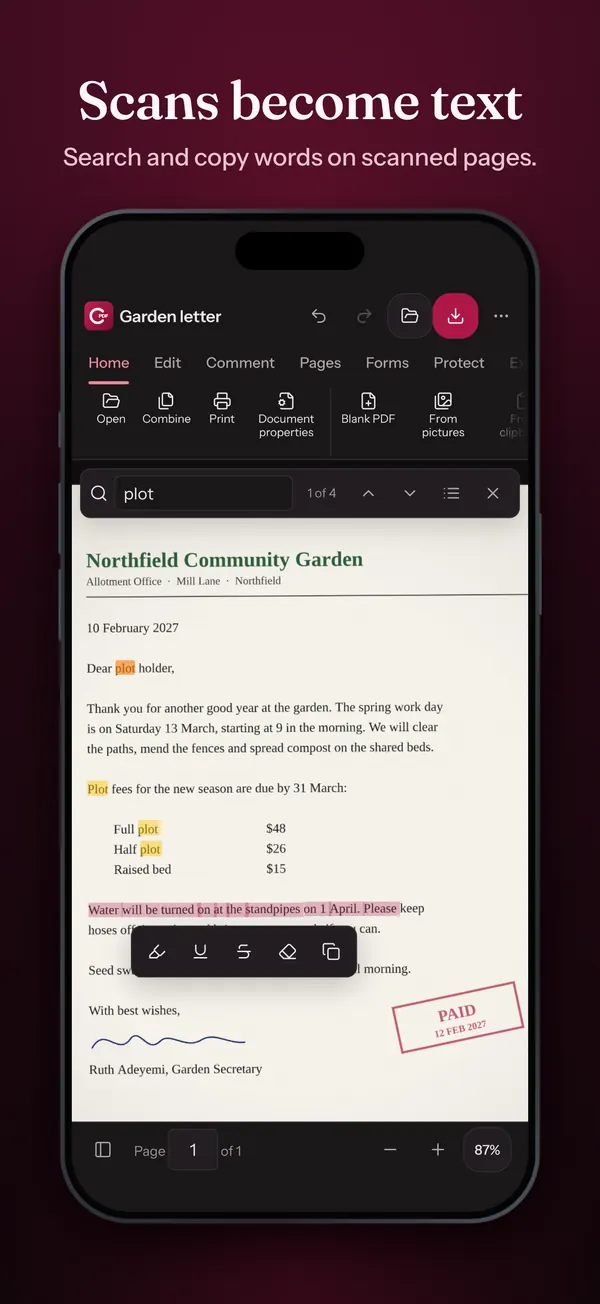 Scans become text
Search and copy words on scanned pages.
PDF
Garden letter
Home Edit Comment Pages Forms Protect
Open Combine Print Document properties Blank PDF From pictures
plot 1 of 4
Northfield Community Garden
Allotment Office · Mill Lane · Northfield
10 February 2027
Dear plot holder,
Thank you for another good year at the garden. The spring work day
is on Saturday 13 March, starting at 9 in the morning. We will clear
the paths, mend the fences and spread compost on the shared beds.
Plot fees for the new season are due by 31 March:
Full plot $48
Half plot $26
Raised bed $15
Water will be turned on at the standpipes on 1 April. Please keep
hoses can.
Seed morning.
With best wishes,
PAID
12 FEB 2027
Ruth Adeyemi, Garden Secretary
Page 1 of 1 87%